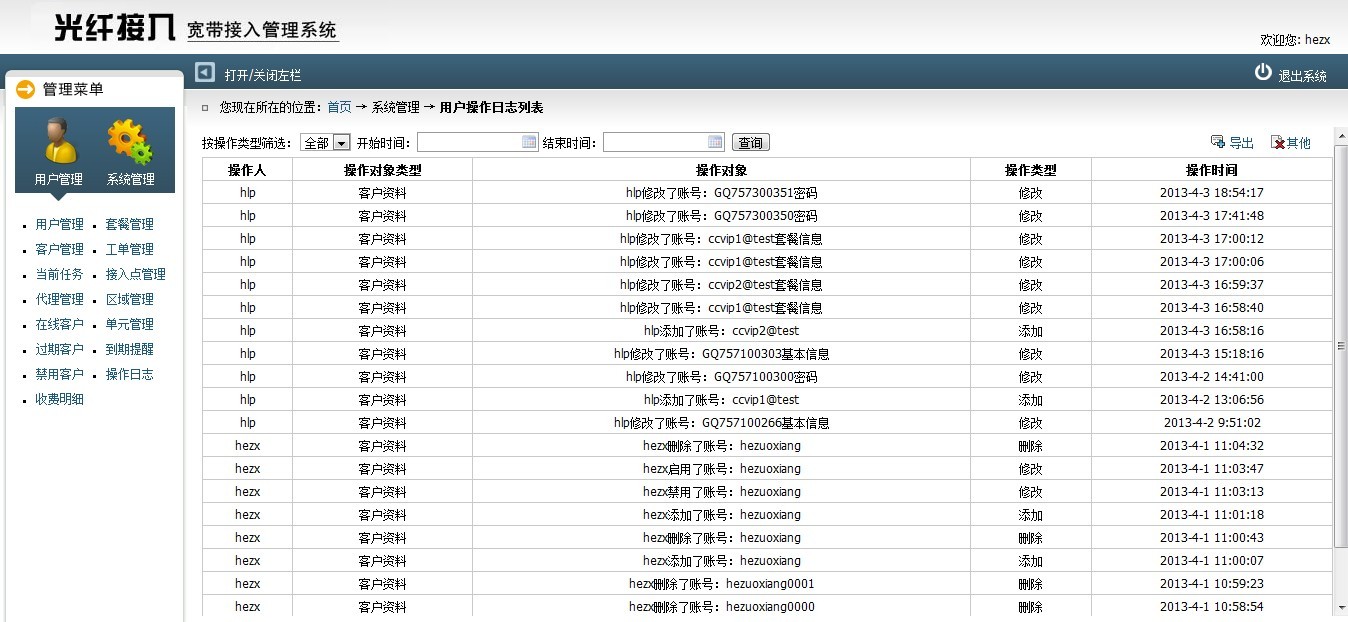 光纤接入 宽带接入管理系统
欢迎您: hezx
打开/关闭左栏 退出系统
管理菜单
用户管理 系统管理
用户管理 套餐管理
客户管理 工单管理
当前任务 接入点管理
代理管理 区域管理
在线客户 单元管理
过期客户 到期提醒
禁用客户 操作日志
收费明细
您现在所在的位置：首页 → 系统管理 → 用户操作日志列表
按操作类型筛选： 全部 开始时间： 结束时间： 查询 导出 其他
操作人 操作对象类型 操作对象 操作类型 操作时间
hlp 客户资料 hlp修改了账号：GQ757300351密码 修改 2013-4-3 18:54:17
hlp 客户资料 hlp修改了账号：GQ757300350密码 修改 2013-4-3 17:41:48
hlp 客户资料 hlp修改了账号：ccvip1@test套餐信息 修改 2013-4-3 17:00:12
hlp 客户资料 hlp修改了账号：ccvip1@test套餐信息 修改 2013-4-3 17:00:06
hlp 客户资料 hlp修改了账号：ccvip2@test套餐信息 修改 2013-4-3 16:59:37
hlp 客户资料 hlp修改了账号：ccvip1@test套餐信息 修改 2013-4-3 16:58:40
hlp 客户资料 hlp添加了账号：ccvip2@test 添加 2013-4-3 16:58:16
hlp 客户资料 hlp修改了账号：GQ757100303基本信息 修改 2013-4-3 15:18:16
hlp 客户资料 hlp修改了账号：GQ757100300密码 修改 2013-4-2 14:41:00
hlp 客户资料 hlp添加了账号：ccvip1@test 添加 2013-4-2 13:06:56
hlp 客户资料 hlp修改了账号：GQ757100266基本信息 修改 2013-4-2 9:51:02
hezx 客户资料 hezx删除了账号：hezuoxiang 删除 2013-4-1 11:04:32
hezx 客户资料 hezx启用了账号：hezuoxiang 修改 2013-4-1 11:03:47
hezx 客户资料 hezx禁用了账号：hezuoxiang 修改 2013-4-1 11:03:13
hezx 客户资料 hezx添加了账号：hezuoxiang 添加 2013-4-1 11:01:18
hezx 客户资料 hezx删除了账号：hezuoxiang 删除 2013-4-1 11:00:43
hezx 客户资料 hezx添加了账号：hezuoxiang 添加 2013-4-1 11:00:07
hezx 客户资料 hezx删除了账号：hezuoxiang0001 删除 2013-4-1 10:59:23
hezx 客户资料 hezx删除了账号：hezuoxiang0000 删除 2013-4-1 10:58:54